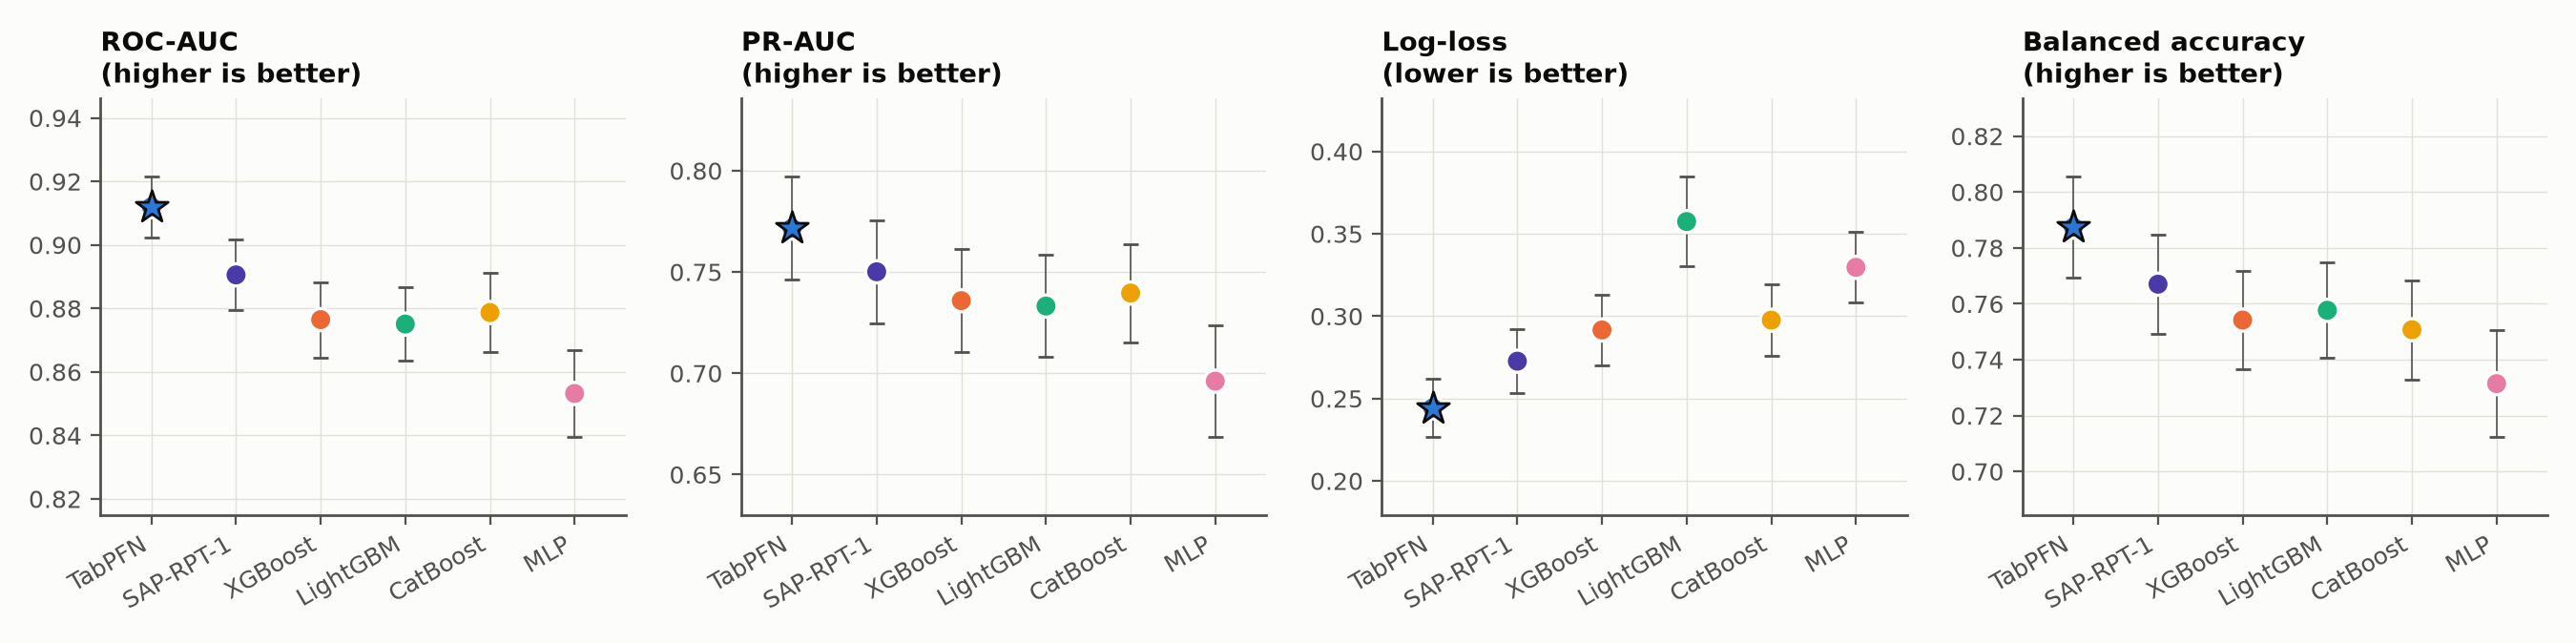 ROC-AUC
(higher is better)
0.94
0.92
0.90
0.88
0.86
0.84
0.82
TabPFN
SAP-RPT-1
XGBoost
LightGBM
CatBoost
MLP
PR-AUC
(higher is better)
0.80
0.75
0.70
0.65
TabPFN
SAP-RPT-1
XGBoost
LightGBM
CatBoost
MLP
Log-loss
(lower is better)
0.40
0.35
0.30
0.25
0.20
TabPFN
SAP-RPT-1
XGBoost
LightGBM
CatBoost
MLP
Balanced accuracy
(higher is better)
0.82
0.80
0.78
0.76
0.74
0.72
0.70
TabPFN
SAP-RPT-1
XGBoost
LightGBM
CatBoost
MLP